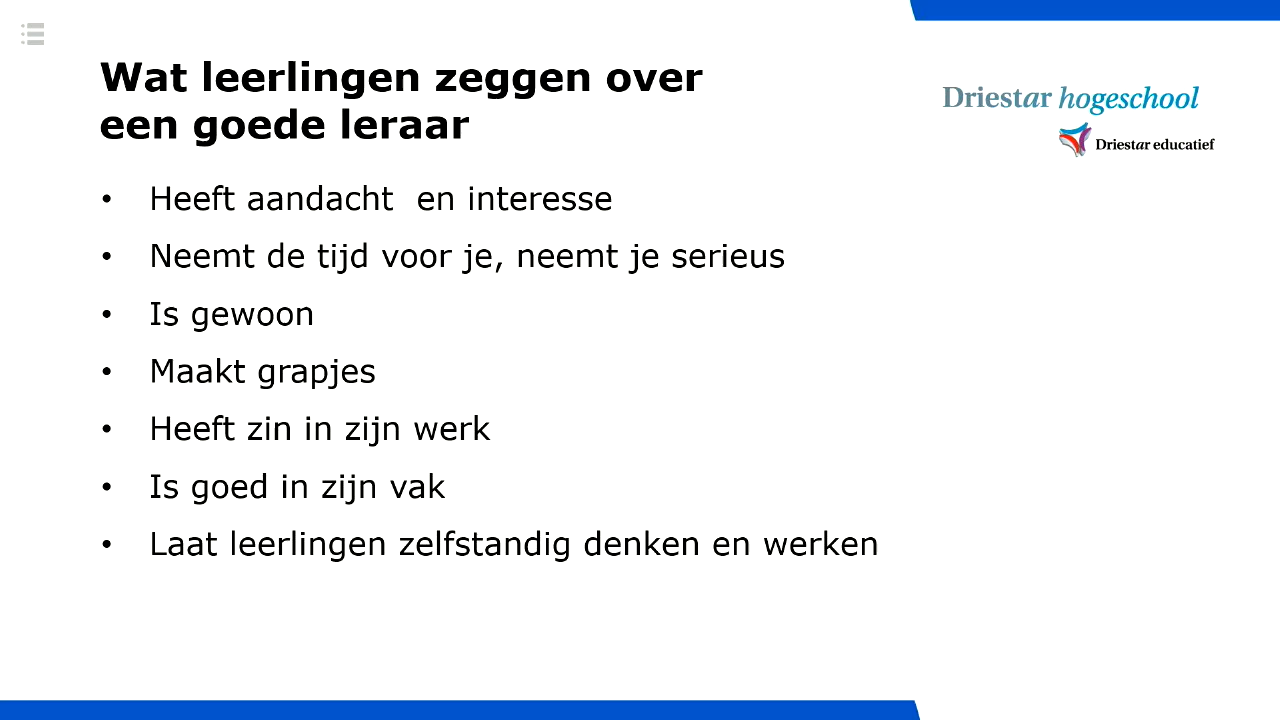 Wat leerlingen zeggen over
een goede leraar
Driestar hogeschool
Driestar educatief
• Heeft aandacht  en interesse
• Neemt de tijd voor je, neemt je serieus
• Is gewoon
• Maakt grapjes
• Heeft zin in zijn werk
• Is goed in zijn vak
• Laat leerlingen zelfstandig denken en werken